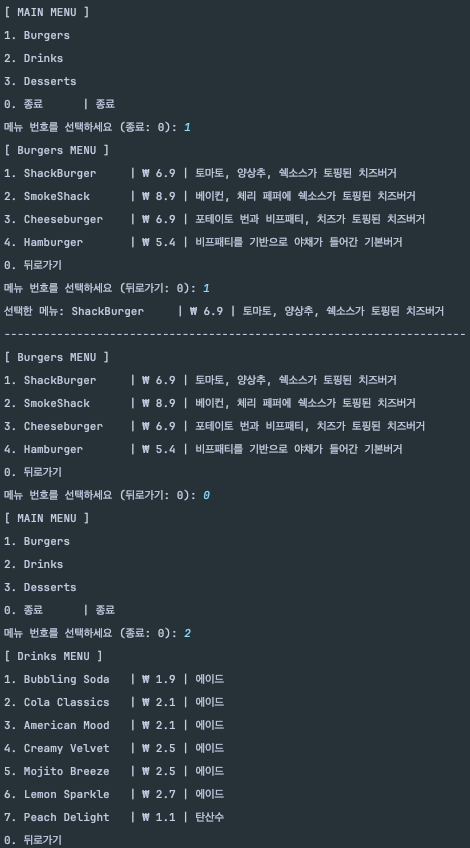 [ MAIN MENU ]
1. Burgers
2. Drinks
3. Desserts
0. 종료      | 종료
메뉴 번호를 선택하세요 (종료: 0): 1
[ Burgers MENU ]
1. ShackBurger     | ₩ 6.9 | 토마토, 양상추, 쉑소스가 토핑된 치즈버거
2. SmokeShack      | ₩ 8.9 | 베이컨, 체리 페퍼에 쉑소스가 토핑된 치즈버거
3. Cheeseburger    | ₩ 6.9 | 포테이토 번과 비프패티, 치즈가 토핑된 치즈버거
4. Hamburger       | ₩ 5.4 | 비프패티를 기반으로 야채가 들어간 기본버거
0. 뒤로가기
메뉴 번호를 선택하세요 (뒤로가기: 0): 1
선택한 메뉴: ShackBurger     | ₩ 6.9 | 토마토, 양상추, 쉑소스가 토핑된 치즈버거
----------------------------------------------------------------------
[ Burgers MENU ]
1. ShackBurger     | ₩ 6.9 | 토마토, 양상추, 쉑소스가 토핑된 치즈버거
2. SmokeShack      | ₩ 8.9 | 베이컨, 체리 페퍼에 쉑소스가 토핑된 치즈버거
3. Cheeseburger    | ₩ 6.9 | 포테이토 번과 비프패티, 치즈가 토핑된 치즈버거
4. Hamburger       | ₩ 5.4 | 비프패티를 기반으로 야채가 들어간 기본버거
0. 뒤로가기
메뉴 번호를 선택하세요 (뒤로가기: 0): 0
[ MAIN MENU ]
1. Burgers
2. Drinks
3. Desserts
0. 종료      | 종료
메뉴 번호를 선택하세요 (종료: 0): 2
[ Drinks MENU ]
1. Bubbling Soda   | ₩ 1.9 | 에이드
2. Cola Classics   | ₩ 2.1 | 에이드
3. American Mood   | ₩ 2.1 | 에이드
4. Creamy Velvet   | ₩ 2.5 | 에이드
5. Mojito Breeze   | ₩ 2.5 | 에이드
6. Lemon Sparkle   | ₩ 2.7 | 에이드
7. Peach Delight   | ₩ 1.1 | 탄산수
0. 뒤로가기